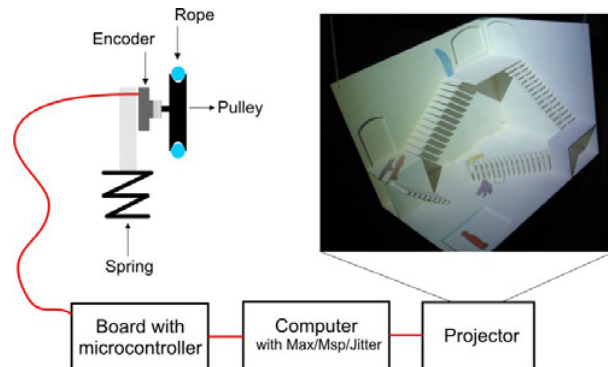 Rope
Encoder
Pulley
Spring
Board with
microcontroller
Computer
with Max/Msp/Jitter
Projector